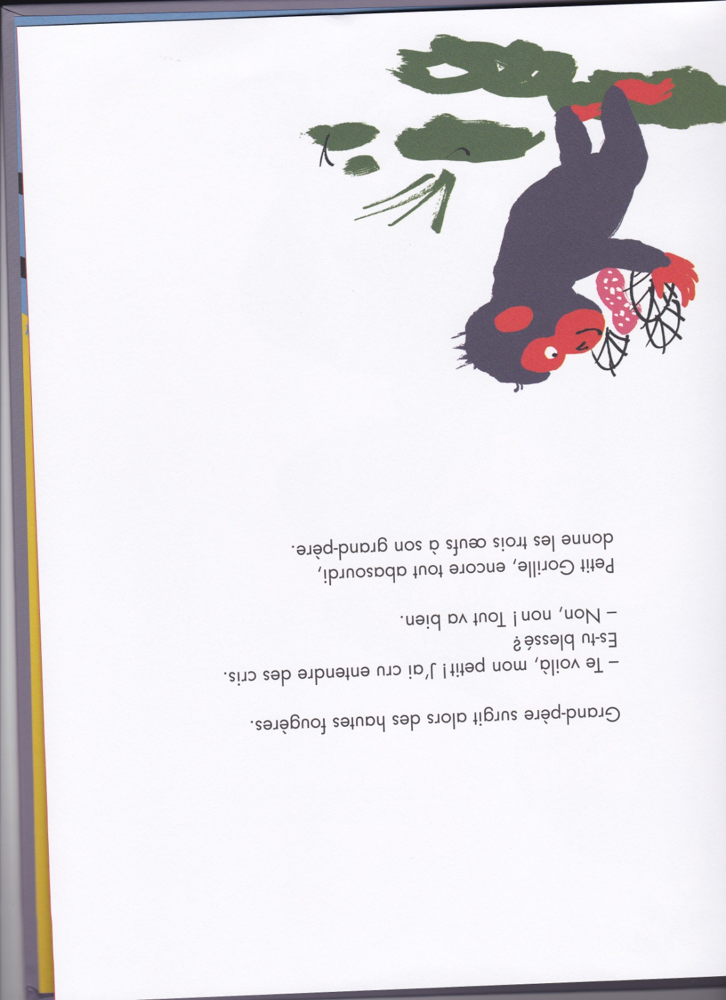 Grand-père surgit alors des hautes fougères.
– Te voilà, mon petit ! J'ai cru entendre des cris.
Es-tu blessé ?
– Non, non ! Tout va bien.
Petit Gorille, encore tout abasourdi,
donne les trois œufs à son grand-père.